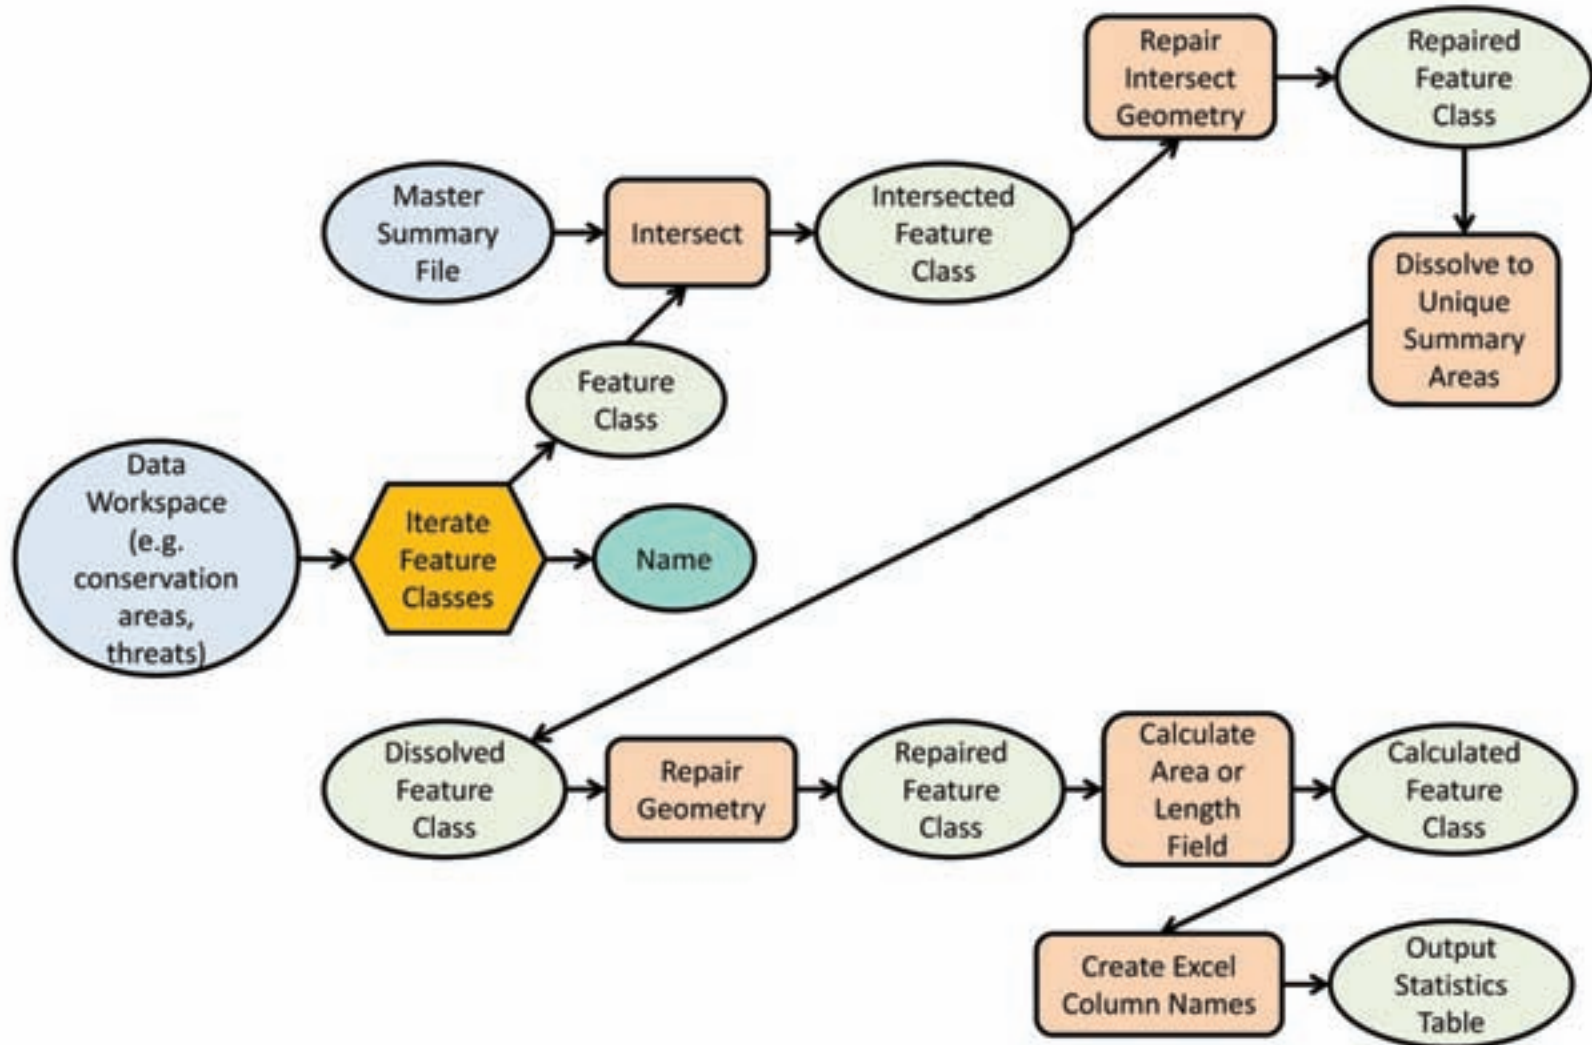 Repair
Intersect
Geometry
Repaired
Feature
Class
Master
Summary
File
Intersect
Intersected
Feature
Class
Dissolve to
Unique
Summary
Areas
Feature
Class
Data
Workspace
(e.g.
conservation
areas,
threats)
Iterate
Feature
Classes
Name
Dissolved
Feature
Class
Repair
Geometry
Repaired
Feature
Class
Calculate
Area or
Length
Field
Calculated
Feature
Class
Create Excel
Column Names
Output
Statistics
Table